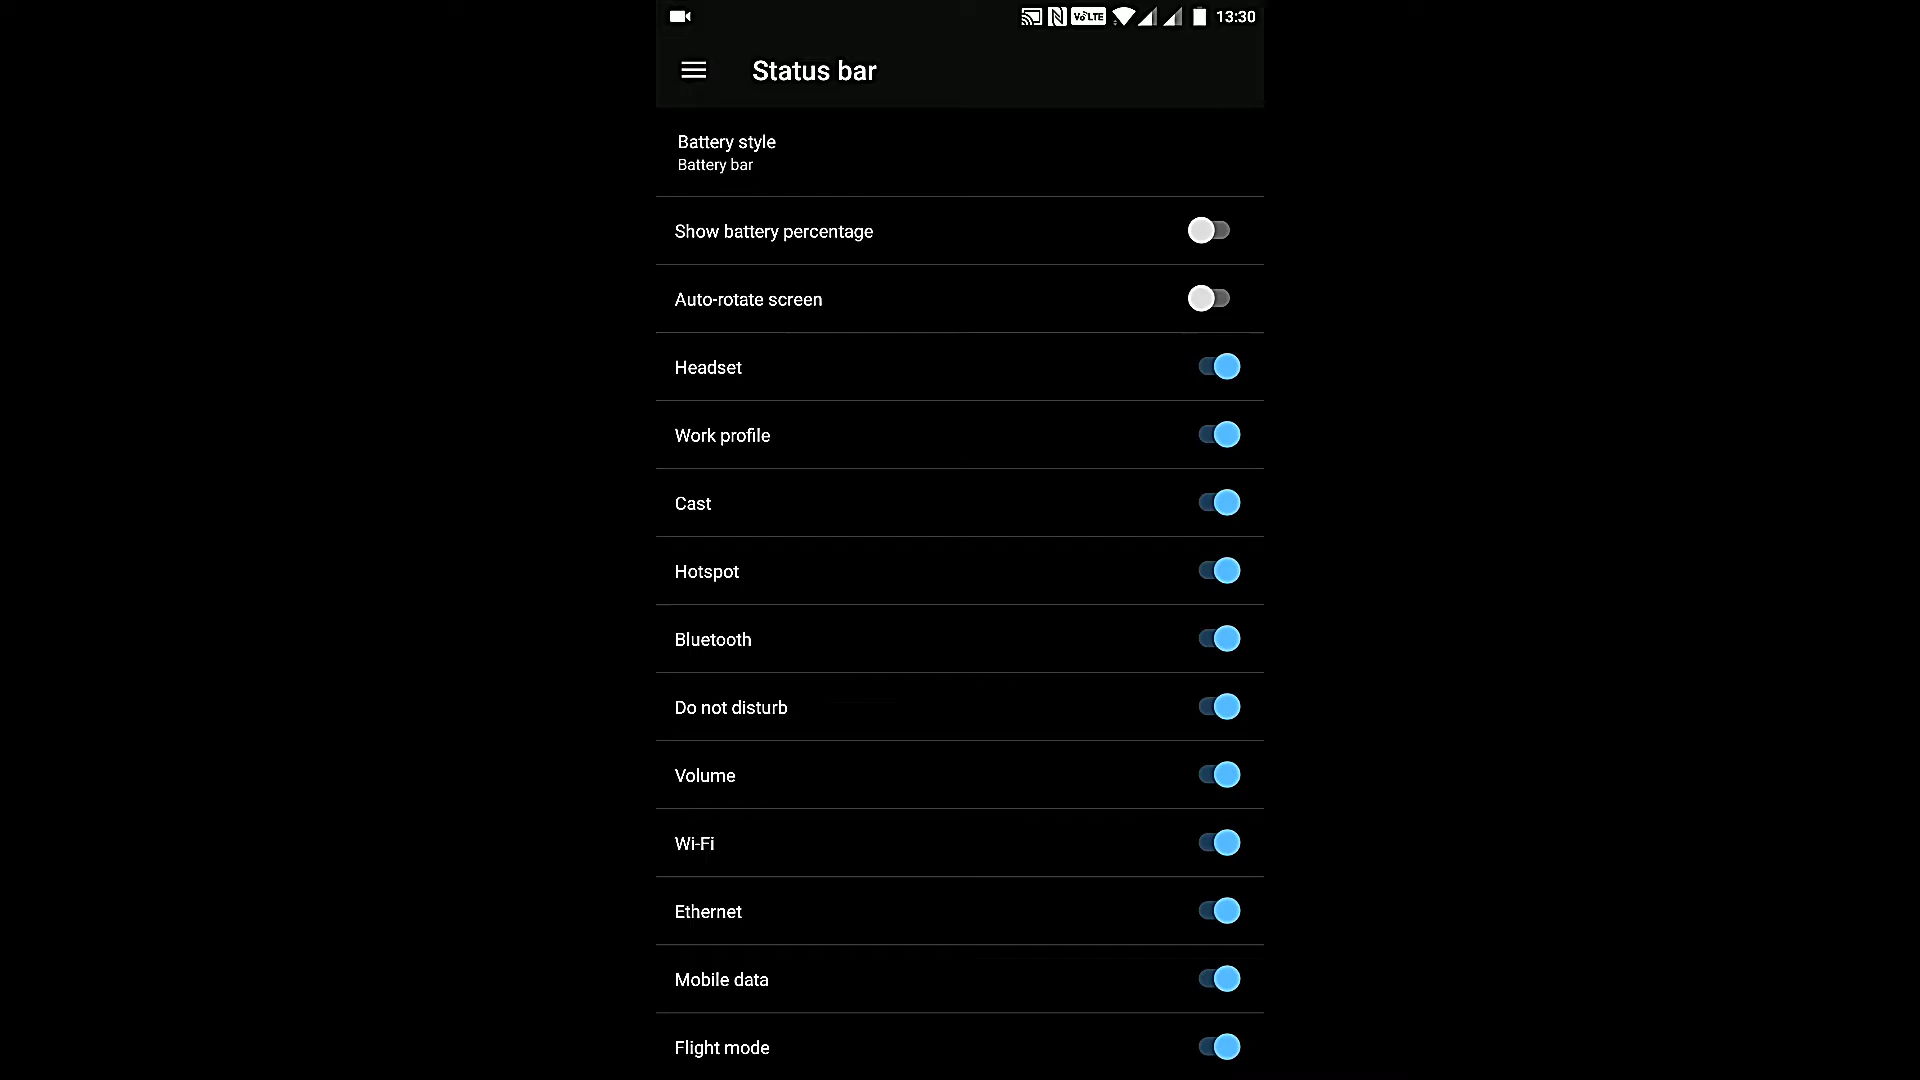 VoLTE 13:30
Status bar
Battery style
Battery bar
Show battery percentage
Auto-rotate screen
Headset
Work profile
Cast
Hotspot
Bluetooth
Do not disturb
Volume
Wi-Fi
Ethernet
Mobile data
Flight mode